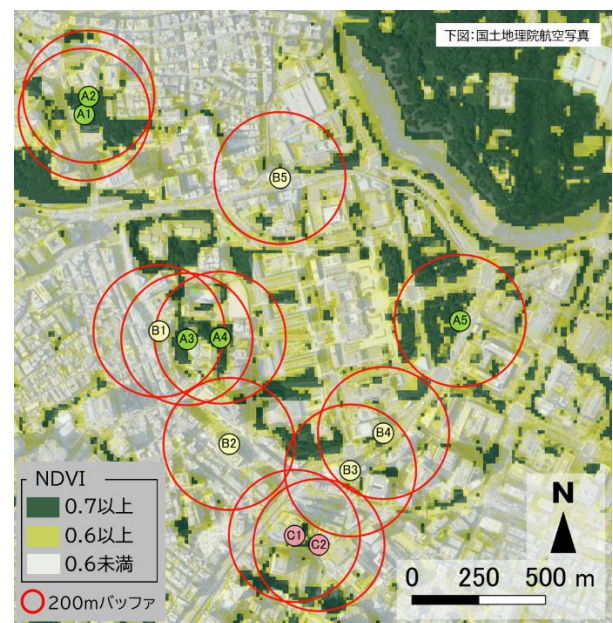 下図：国土地理院航空写真
A2
A1
B5
B1
A3
A4
A5
B2
B4
B3
C1
C2
NDVI
0.7以上
0.6以上
0.6未満
200mバッファ
N
0 250 500 m